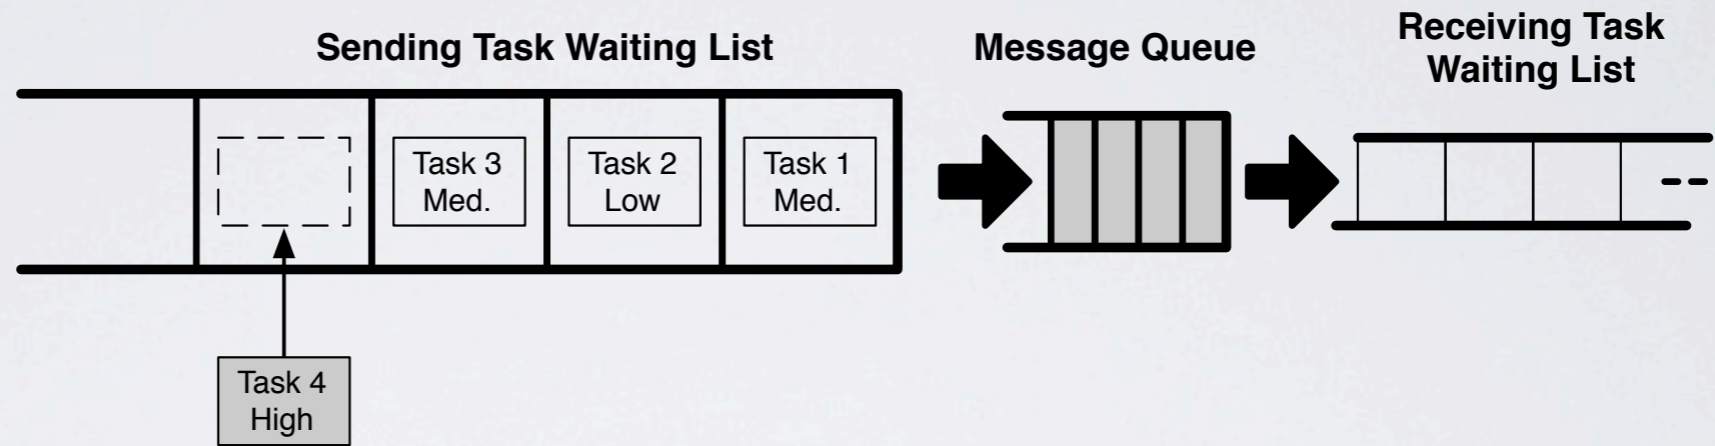 Sending Task Waiting List
Message Queue
Receiving Task
Waiting List
Task 3
Med.
Task 2
Low
Task 1
Med.
Task 4
High